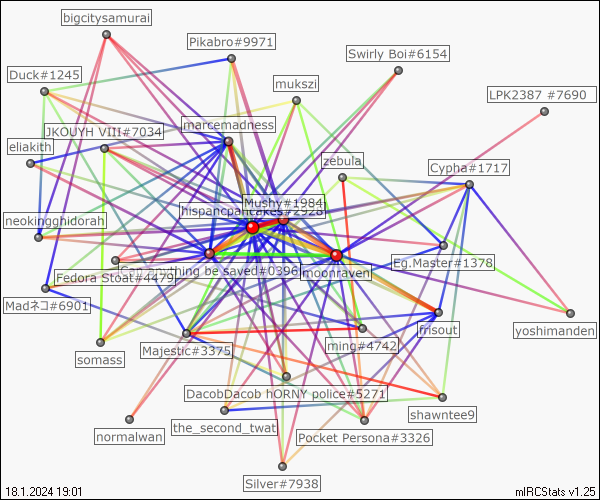 bigcitysamurai
Pikabro#9971
Swirly Boi#6154
Duck#1245
mukszi
LPK2387 #7690
JKOUYH VIII#7034
marcemadness
eliakith
zebula
Cypha#1717
Mushy#1984
hispancpancakes#2928
neokingghidorah
Eg.Master#1378
Can anything be saved#0396
moonraven
Fedora Stoat#4479
Madネコ#6901
frisout
yoshimanden
ming#4742
Majestic#3375
somass
DacobDacob hORNY police#5271
shawntee9
the_second_twat
normalwan
Pocket Persona#3326
Silver#7938
18.1.2024 19:01
mIRCStats v1.25